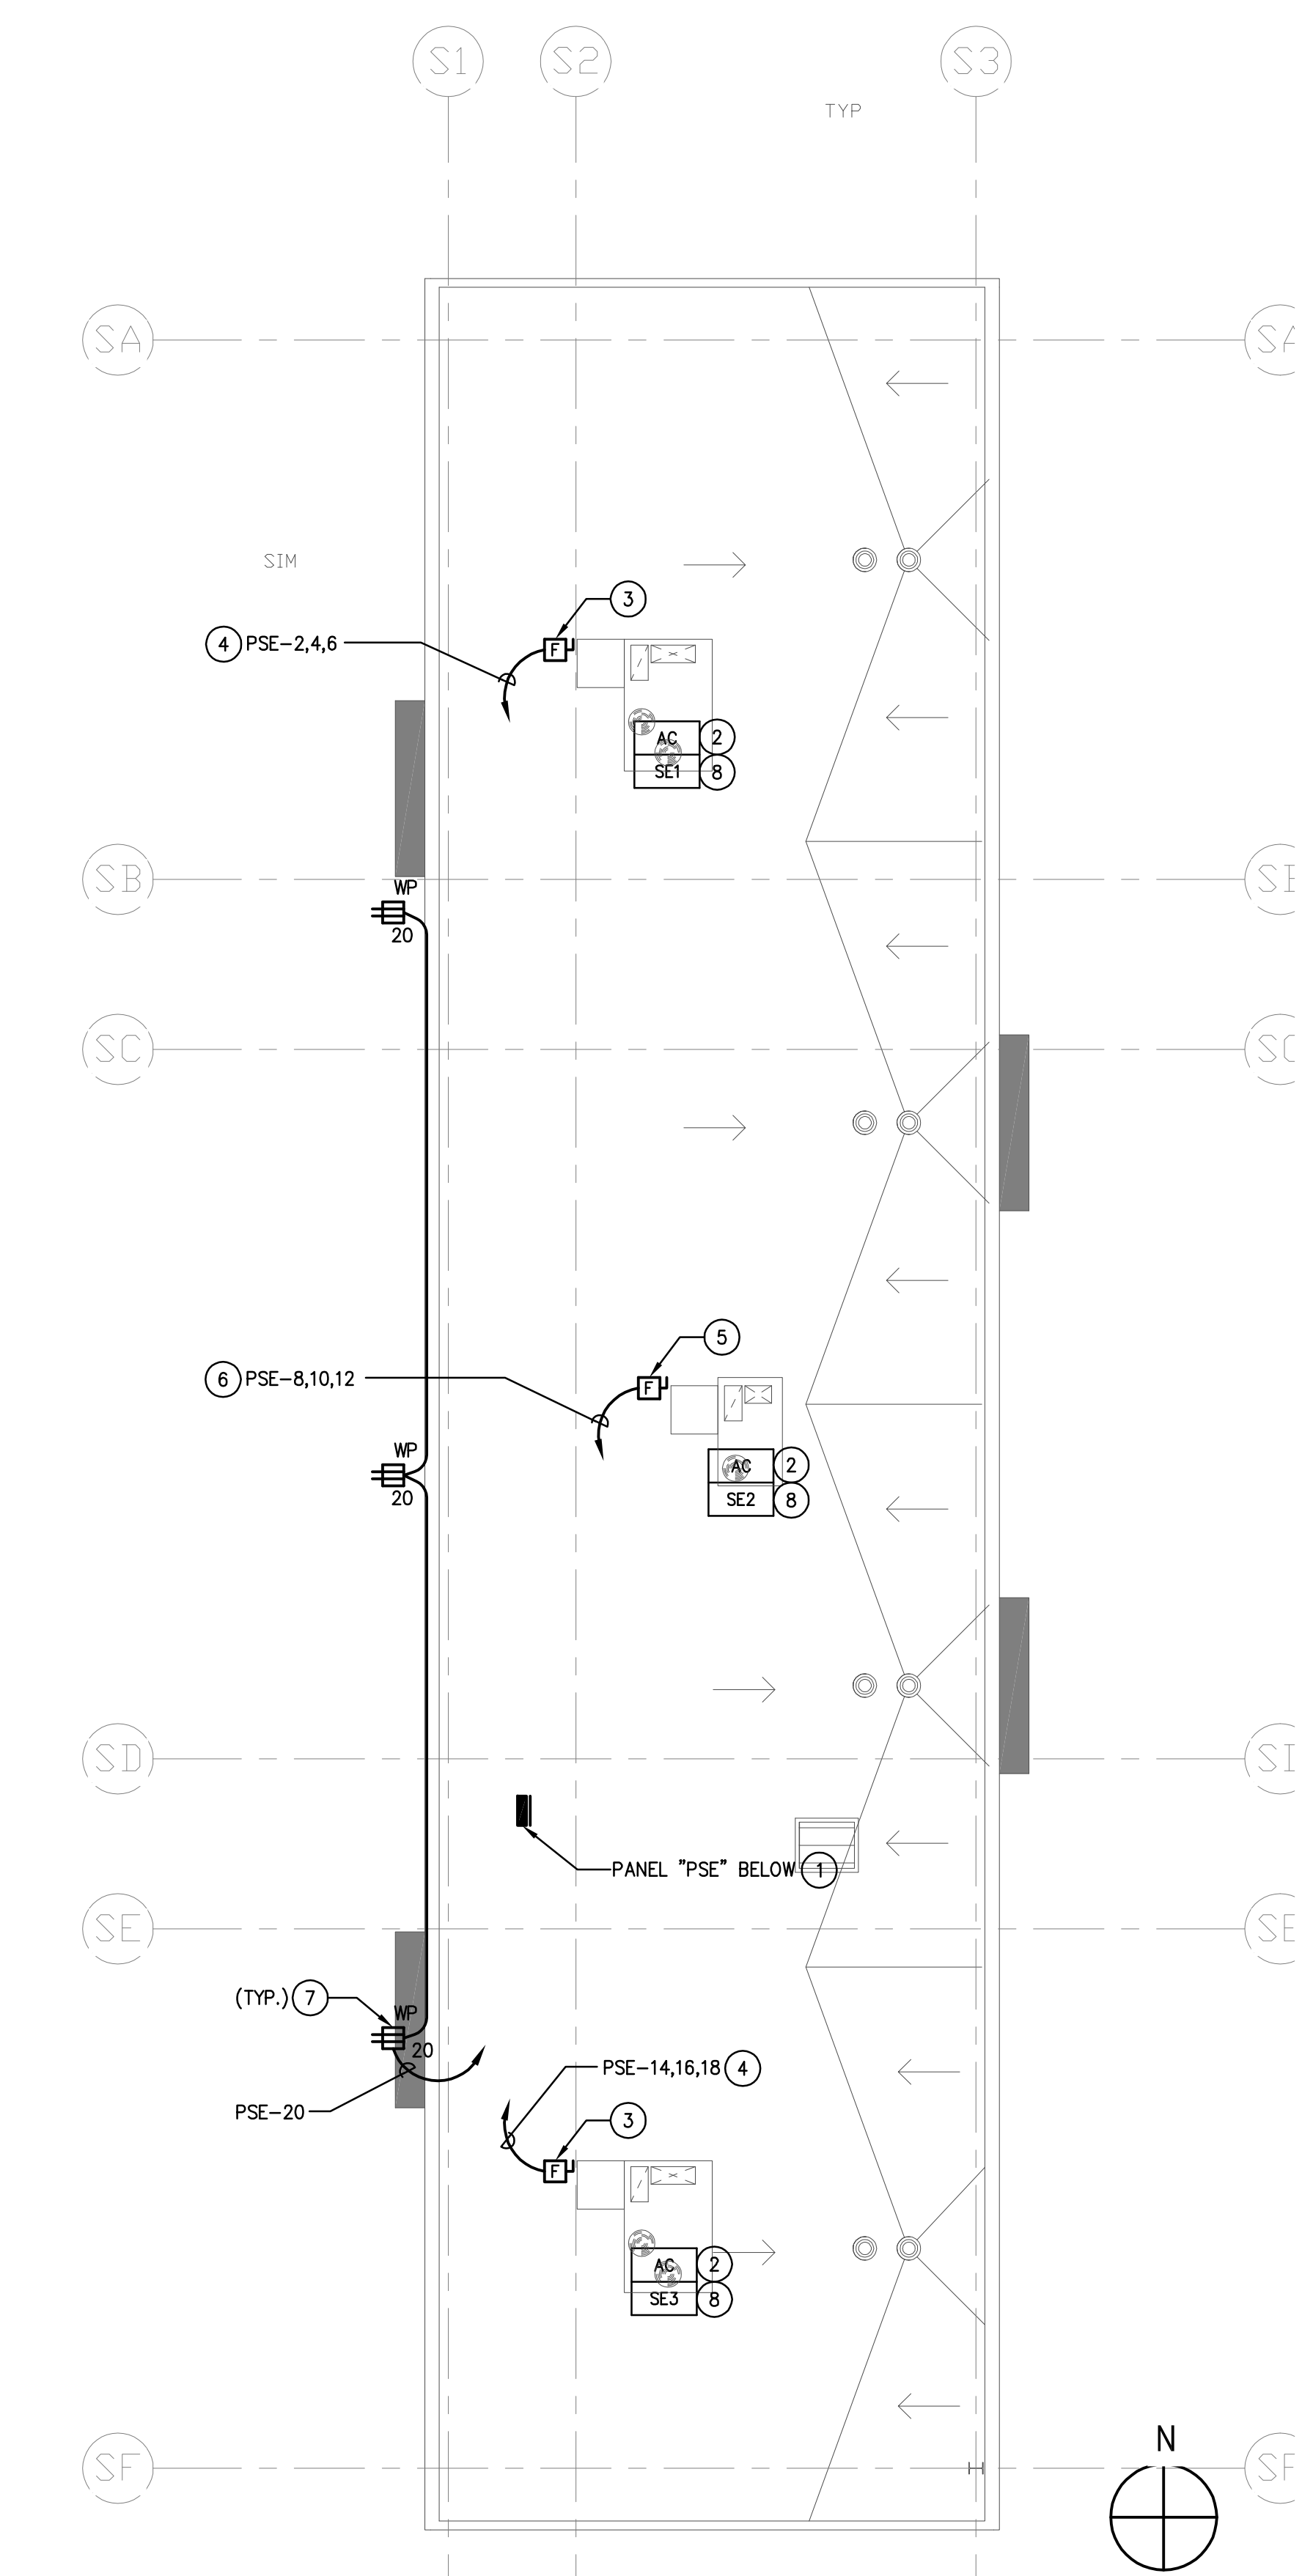 S1 S2 S3
TYP
SA SA
SIM
3
4 PSE-2,4,6
F
AC 2
SE1 8
SB
WP
20
SC
5
6 PSE-8,10,12
F
WP
AC 2
20
SE2 8
SD
PANEL "PSE" BELOW 1
SE SE
(TYP.) 7
WP
20
PSE-14,16,18 4
PSE-20
3
F
AC 2
SE3 8
N
SF SF